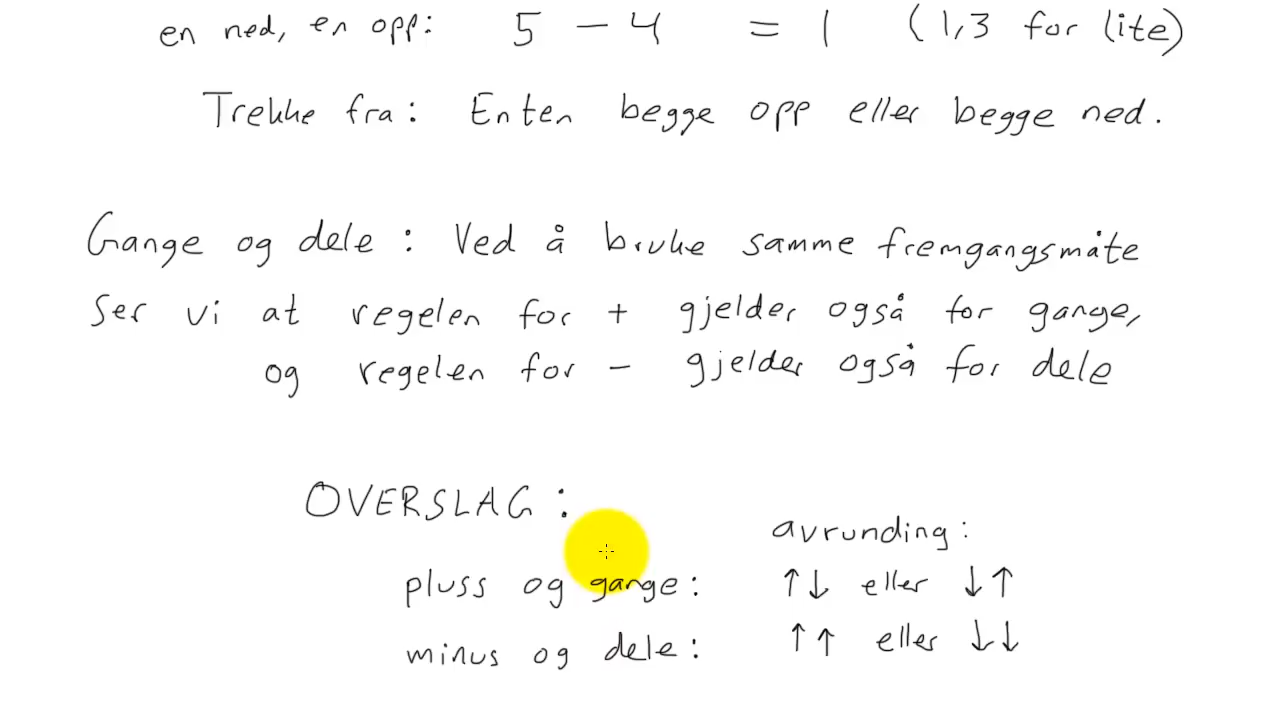 en ned, en opp: 5 - 4 = 1 (1,3 for lite)
Trekke fra: Enten begge opp eller begge ned.
Gange og dele: Ved å bruke samme fremgangsmåte
ser vi at regelen for + gjelder også for gange,
og regelen for - gjelder også for dele
OVERSLAG:
avrunding:
pluss og gange: ↑↓ eller ↓↑
minus og dele: ↑↑ eller ↓↓